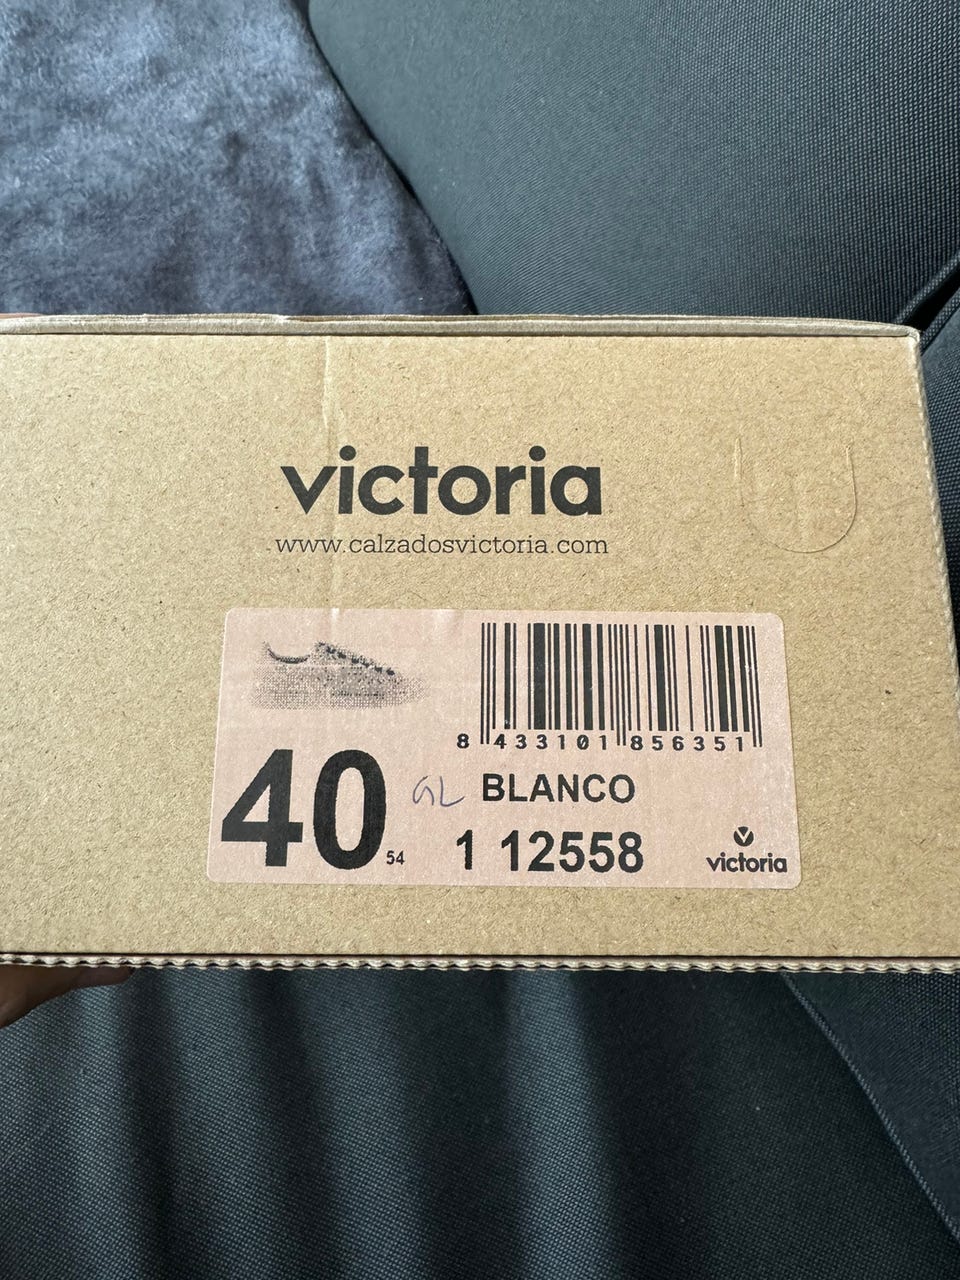 victoria
www.calzadosvictoria.com
8 433101 856351
40 54
GL BLANCO
1 12558
victoria